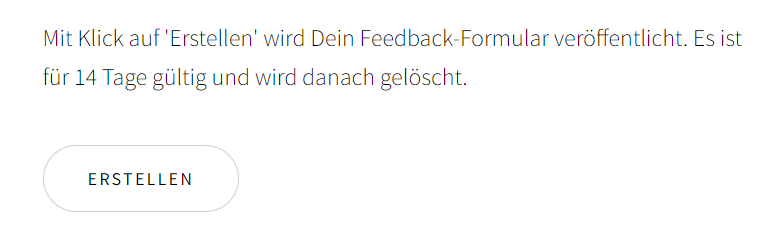 Mit Klick auf 'Erstellen' wird Dein Feedback-Formular veröffentlicht. Es ist
für 14 Tage gültig und wird danach gelöscht.
ERSTELLEN